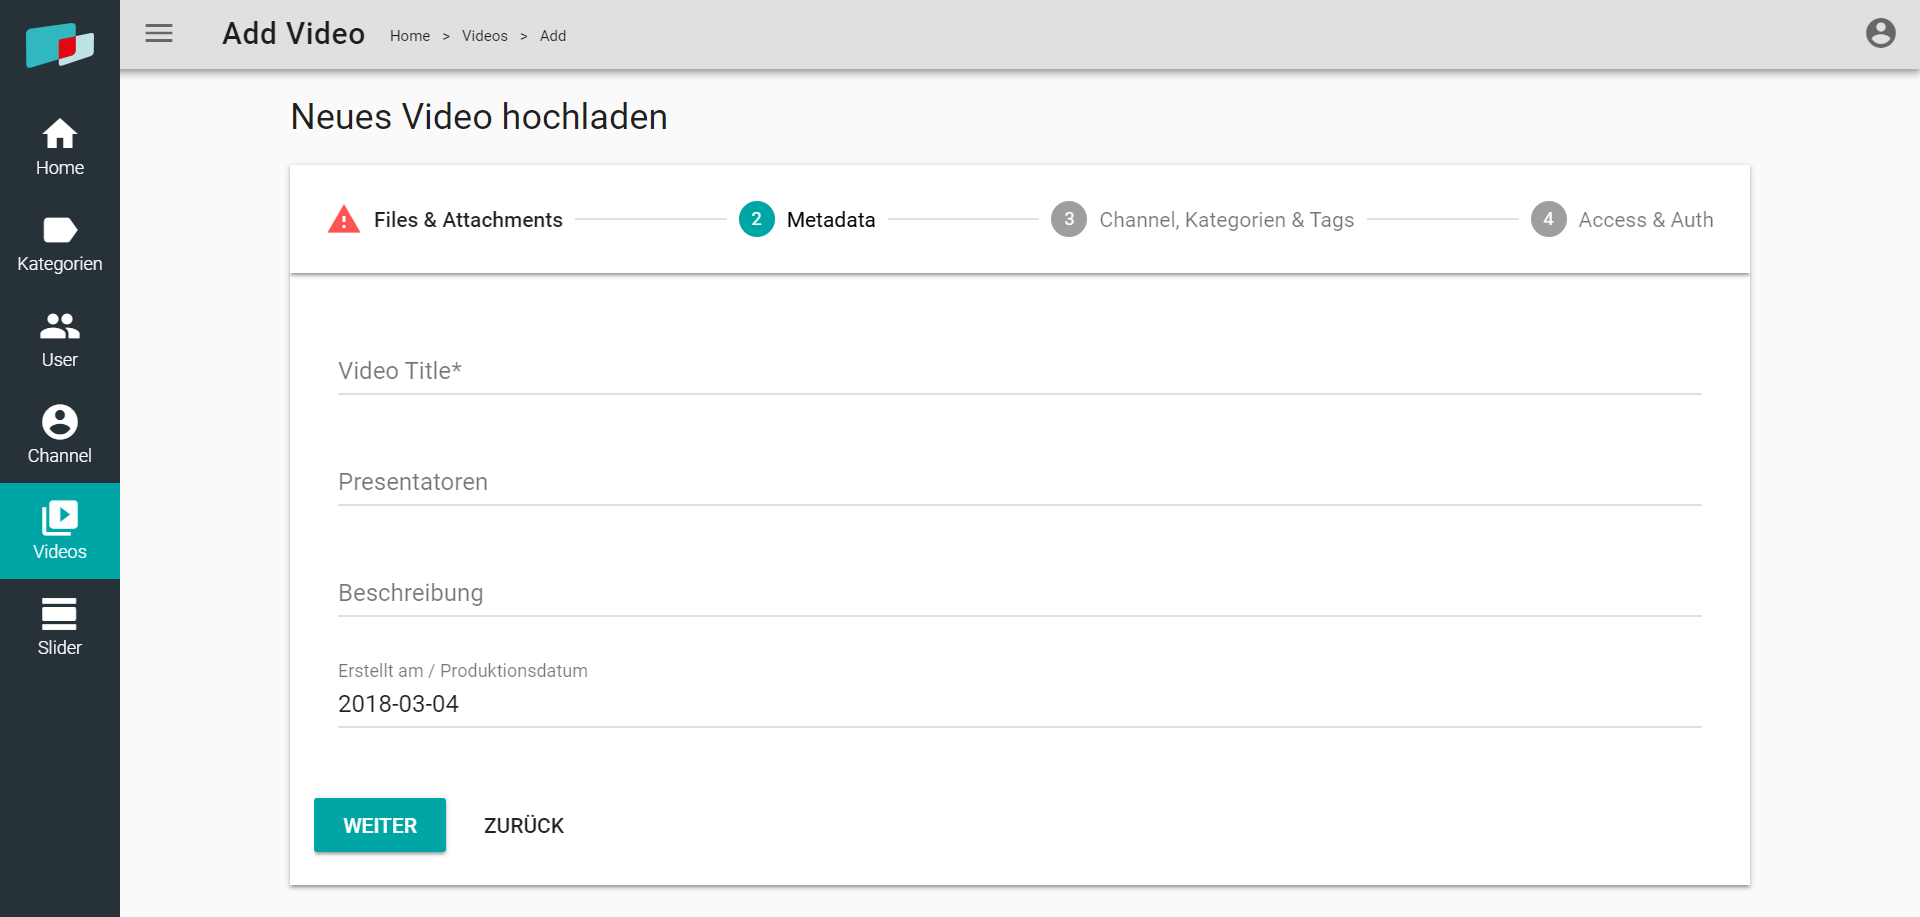 Add Video
Home > Videos > Add
Home
Kategorien
User
Channel
Videos
Slider
Neues Video hochladen
Files & Attachments
2 Metadata
3 Channel, Kategorien & Tags
4 Access & Auth
Video Title*
Presentatoren
Beschreibung
Erstellt am / Produktionsdatum
2018-03-04
WEITER ZURÜCK